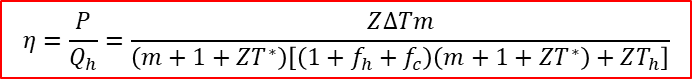 η = P/Q_h = ZΔTm/((m + 1 + ZT*)[(1 + f_h + f_c)(m + 1 + ZT*) + ZT_h])